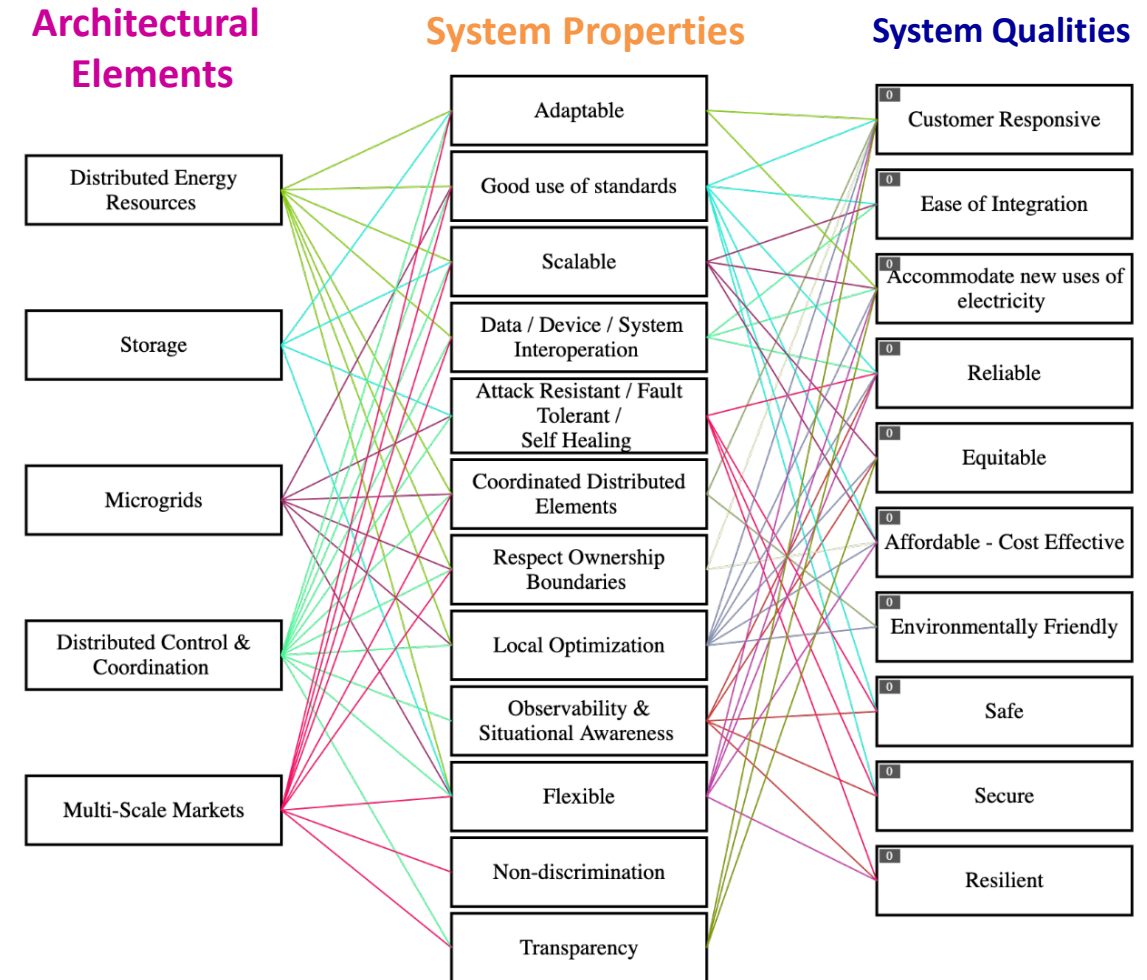 Architectural
Elements
System Properties
System Qualities
Distributed Energy
Resources
Storage
Microgrids
Distributed Control &
Coordination
Multi-Scale Markets
Adaptable
Good use of standards
Scalable
Data / Device / System
Interoperation
Attack Resistant / Fault
Tolerant /
Self Healing
Coordinated Distributed
Elements
Respect Ownership
Boundaries
Local Optimization
Observability &
Situational Awareness
Flexible
Non-discrimination
Transparency
0
Customer Responsive
0
Ease of Integration
0
Accommodate new uses of
electricity
0
Reliable
0
Equitable
0
Affordable - Cost Effective
0
Environmentally Friendly
0
Safe
0
Secure
0
Resilient